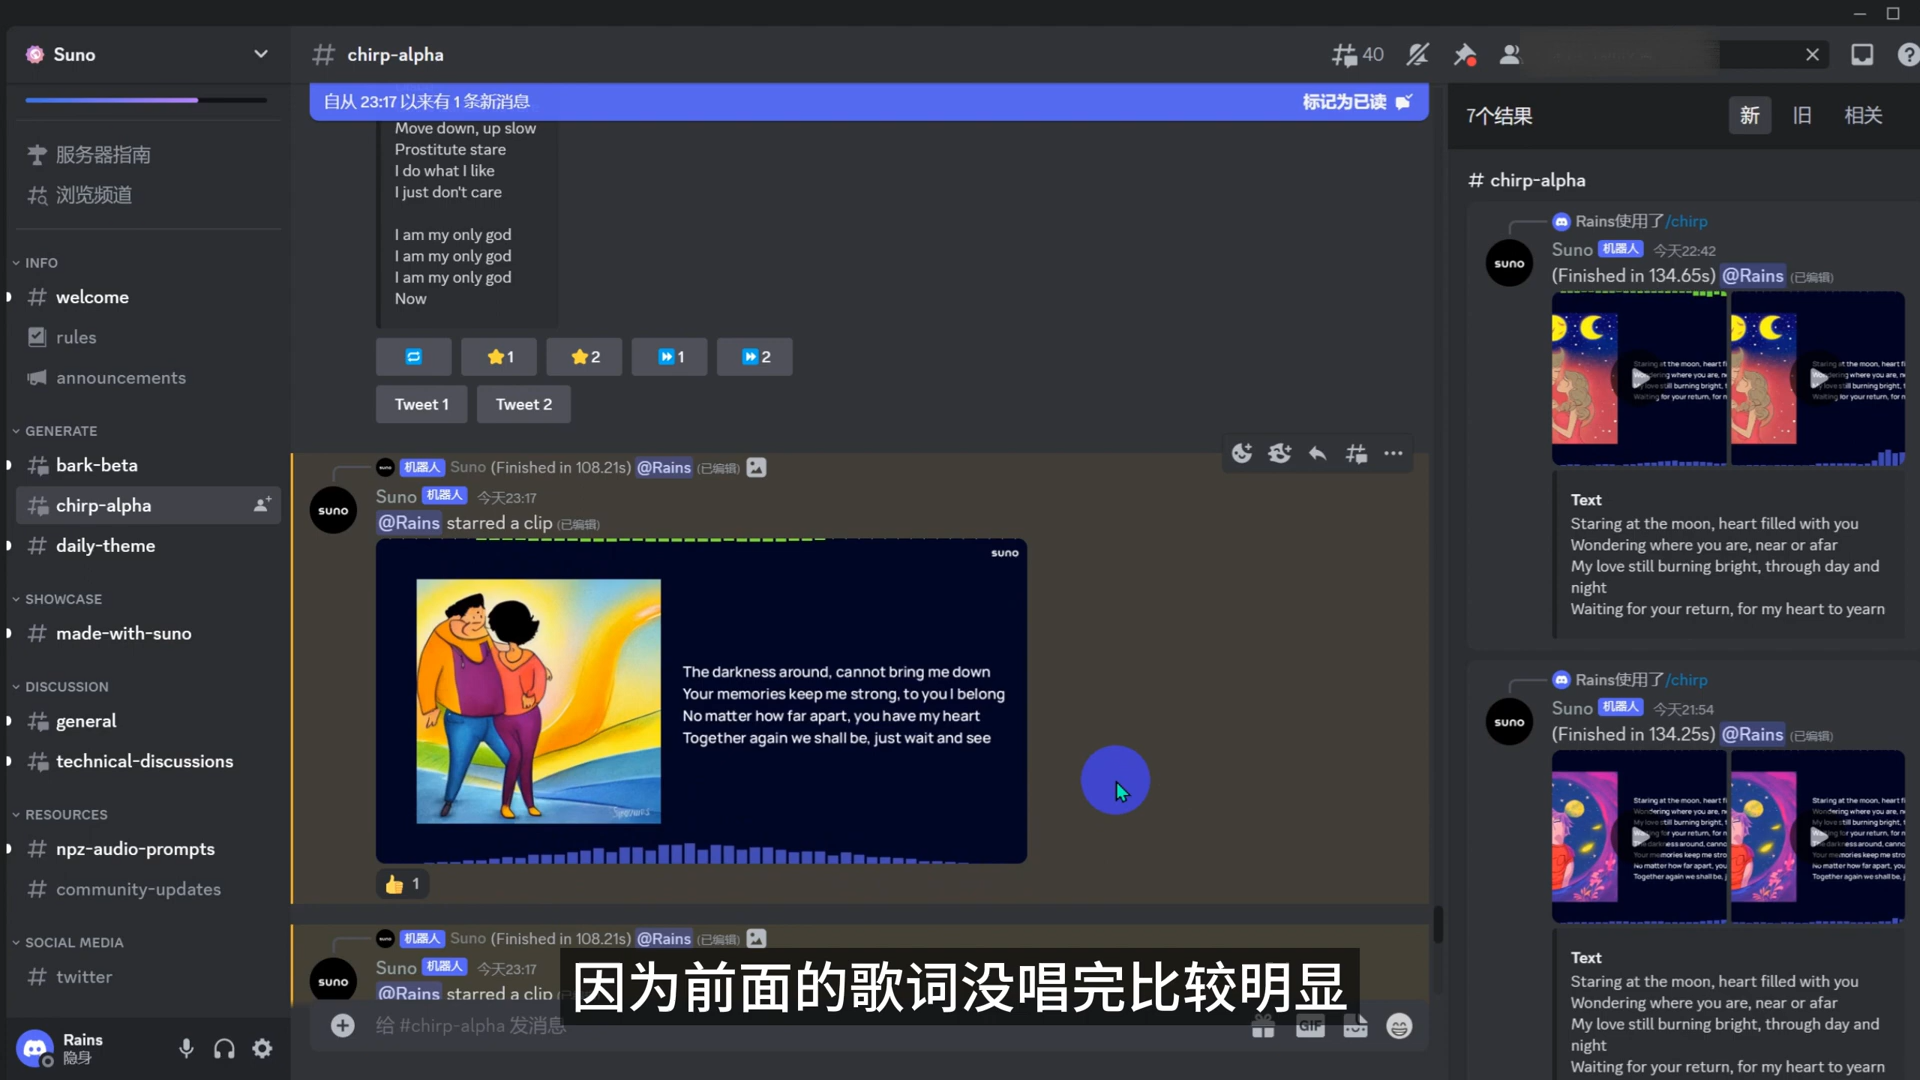 Suno
服务器指南
浏览频道
INFO
welcome
rules
announcements
GENERATE
bark-beta
chirp-alpha
daily-theme
SHOWCASE
made-with-suno
DISCUSSION
general
technical-discussions
RESOURCES
npz-audio-prompts
community-updates
SOCIAL MEDIA
twitter
Rains
隐身
chirp-alpha
40
自从 23:17 以来有 1 条新消息
标记为已读
Move down, up slow
Prostitute stare
I do what I like
I just don't care
I am my only god
I am my only god
I am my only god
Now
1
2
1
2
Tweet 1
Tweet 2
机器人 Suno (Finished in 108.21s) @Rains (已编辑)
suno
Suno 机器人 今天23:17
@Rains starred a clip (已编辑)
suno
The darkness around, cannot bring me down
Your memories keep me strong, to you I belong
No matter how far apart, you have my heart
Together again we shall be, just wait and see
1
机器人 Suno (Finished in 108.21s) @Rains (已编辑)
suno
Suno 机器人 今天23:17
@Rains starred a clip
因为前面的歌词没唱完比较明显
给 #chirp-alpha 发消息
GIF
7个结果
新
旧
相关
# chirp-alpha
Rains使用了/chirp
suno
Suno 机器人 今天22:42
(Finished in 134.65s) @Rains (已编辑)
Text
Staring at the moon, heart filled with you
Wondering where you are, near or afar
My love still burning bright, through day and
night
Waiting for your return, for my heart to yearn
Rains使用了/chirp
suno
Suno 机器人 今天21:54
(Finished in 134.25s) @Rains (已编辑)
Text
Staring at the moon, heart filled with you
Wondering where you are, near or afar
My love still burning bright, through day and
night
Waiting for your return, for my heart to yearn